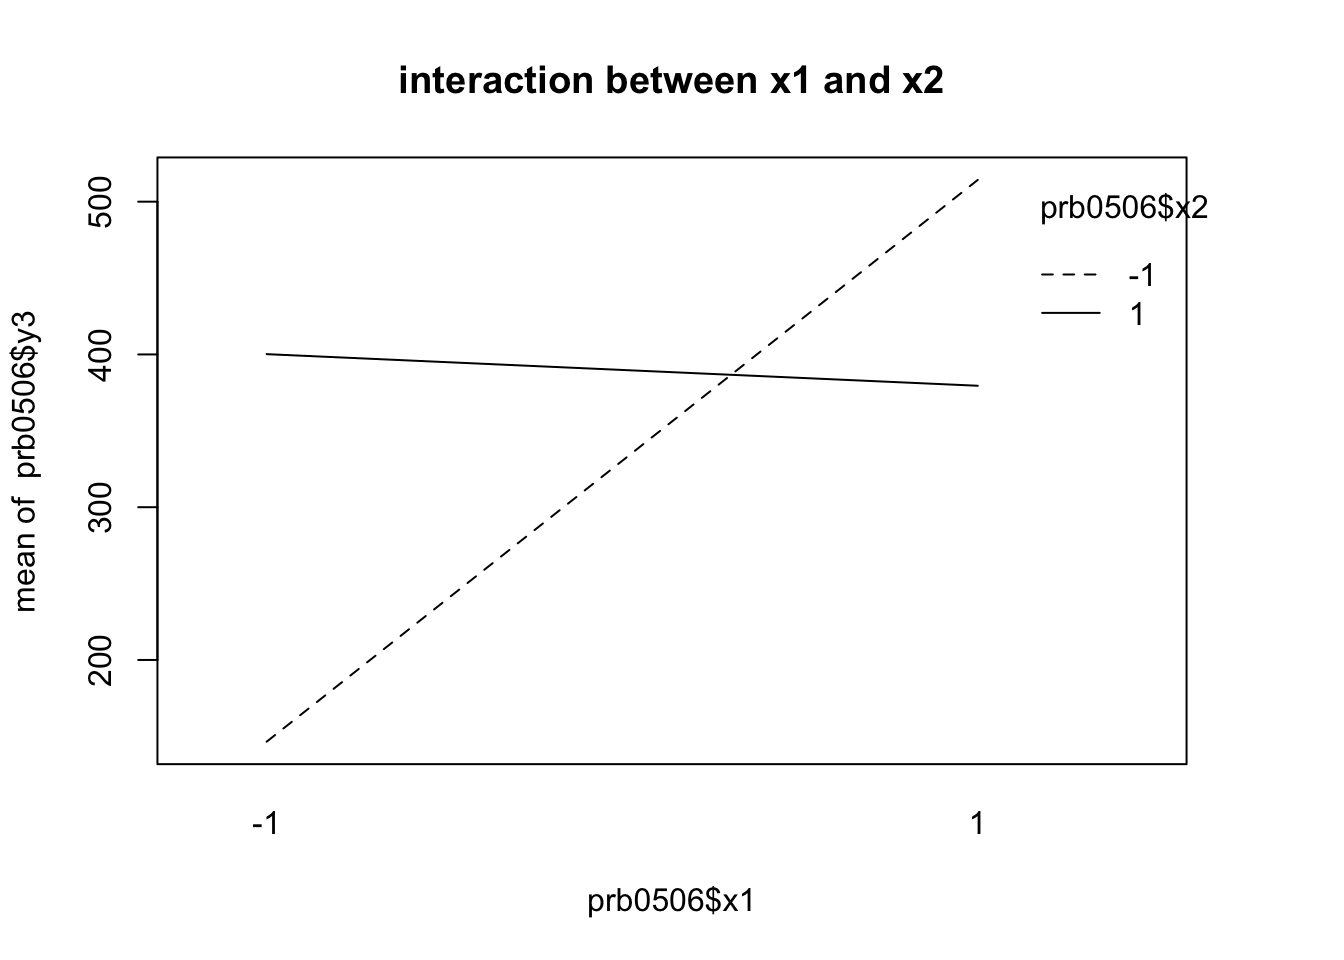 interaction between x1 and x2
mean of  prb0506$y3
500
400
300
200
prb0506$x2
-1
1
-1
1
prb0506$x1